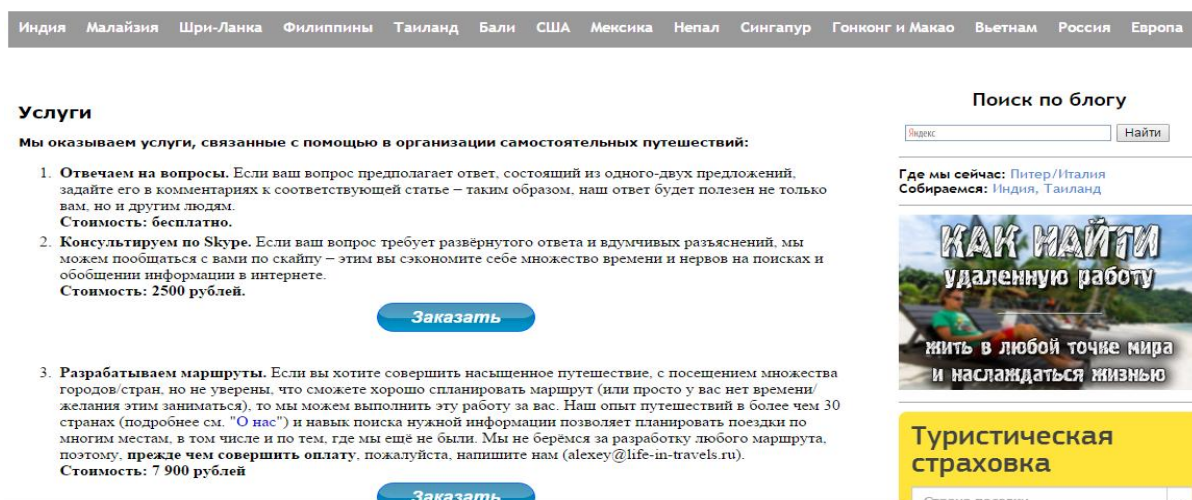 Индия Малайзия Шри-Ланка Филиппины Таиланд Бали США Мексика Непал Сингапур Гонконг и Макао Вьетнам Россия Европа
Услуги
Мы оказываем услуги, связанные с помощью в организации самостоятельных путешествий:
1. Отвечаем на вопросы. Если ваш вопрос предполагает ответ, состоящий из одного-двух предложений,
задайте его в комментариях к соответствующей статье – таким образом, наш ответ будет полезен не только
вам, но и другим людям.
Стоимость: бесплатно.
2. Консультируем по Skype. Если ваш вопрос требует развёрнутого ответа и вдумчивых разъяснений, мы
можем пообщаться с вами по скайпу – этим вы сэкономите себе множество времени и нервов на поисках и
обобщении информации в интернете.
Стоимость: 2500 рублей.
Заказать
3. Разрабатываем маршруты. Если вы хотите совершить насыщенное путешествие, с посещением множества
городов/стран, но не уверены, что сможете хорошо спланировать маршрут (или просто у вас нет времени/
желания этим заниматься), то мы можем выполнить эту работу за вас. Наш опыт путешествий в более чем 30
странах (подробнее см. "О нас") и навык поиска нужной информации позволяет планировать поездки по
многим местам, в том числе и по тем, где мы ещё не были. Мы не берёмся за разработку любого маршрута,
поэтому, прежде чем совершить оплату, пожалуйста, напишите нам (alexey@life-in-travels.ru).
Стоимость: 7 900 рублей
Заказать
Поиск по блогу
Яндекс Найти
Где мы сейчас: Питер/Италия
Собираемся: Индия, Таиланд
КАК НАЙТИ
удаленную работу
жить в любой точке мира
и наслаждаться жизнью
Туристическая
страховка